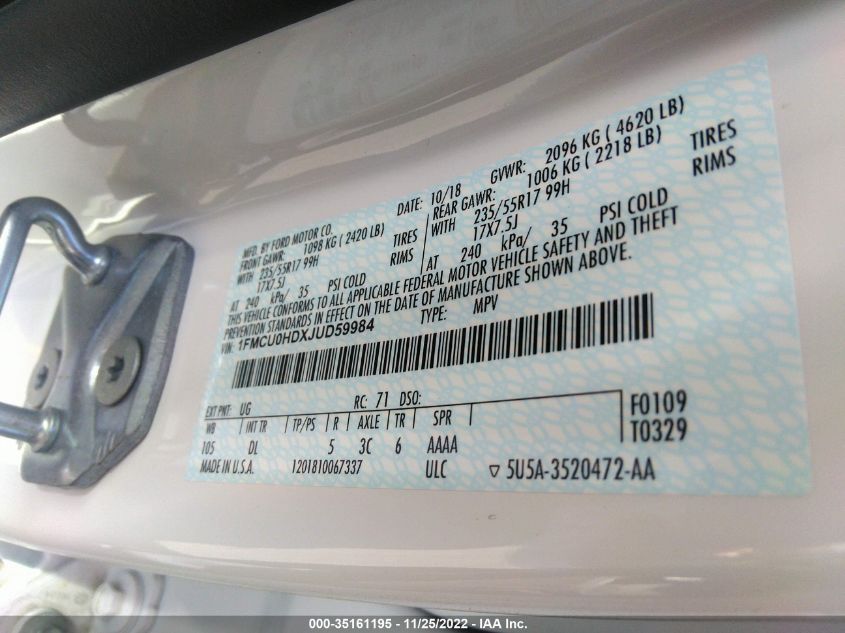 MFD. BY FORD MOTOR CO. DATE: 10/18 GVWR: 2096 KG ( 4620 LB)
FRONT GAWR: 1098 KG ( 2420 LB) REAR GAWR: 1006 KG ( 2218 LB)
WITH 235/55R17 99H TIRES WITH 235/55R17 99H TIRES
17X7.5J RIMS 17X7.5J RIMS
AT 240 kPa/ 35 PSI COLD AT 240 kPa/ 35 PSI COLD
THIS VEHICLE CONFORMS TO ALL APPLICABLE FEDERAL MOTOR VEHICLE SAFETY AND THEFT
PREVENTION STANDARDS IN EFFECT ON THE DATE OF MANUFACTURE SHOWN ABOVE.
VIN: 1FMCU0HDXJUD59984 TYPE: MPV
EXT PNT: UG RC: 71 DSO:
WB INT TR TP/PS R AXLE TR SPR F0109
105 DL 5 3C 6 AAAA T0329
MADE IN U.S.A. 1201810067337 ULC ▽ 5U5A-3520472-AA
000-35161195 - 11/25/2022 - IAA Inc.